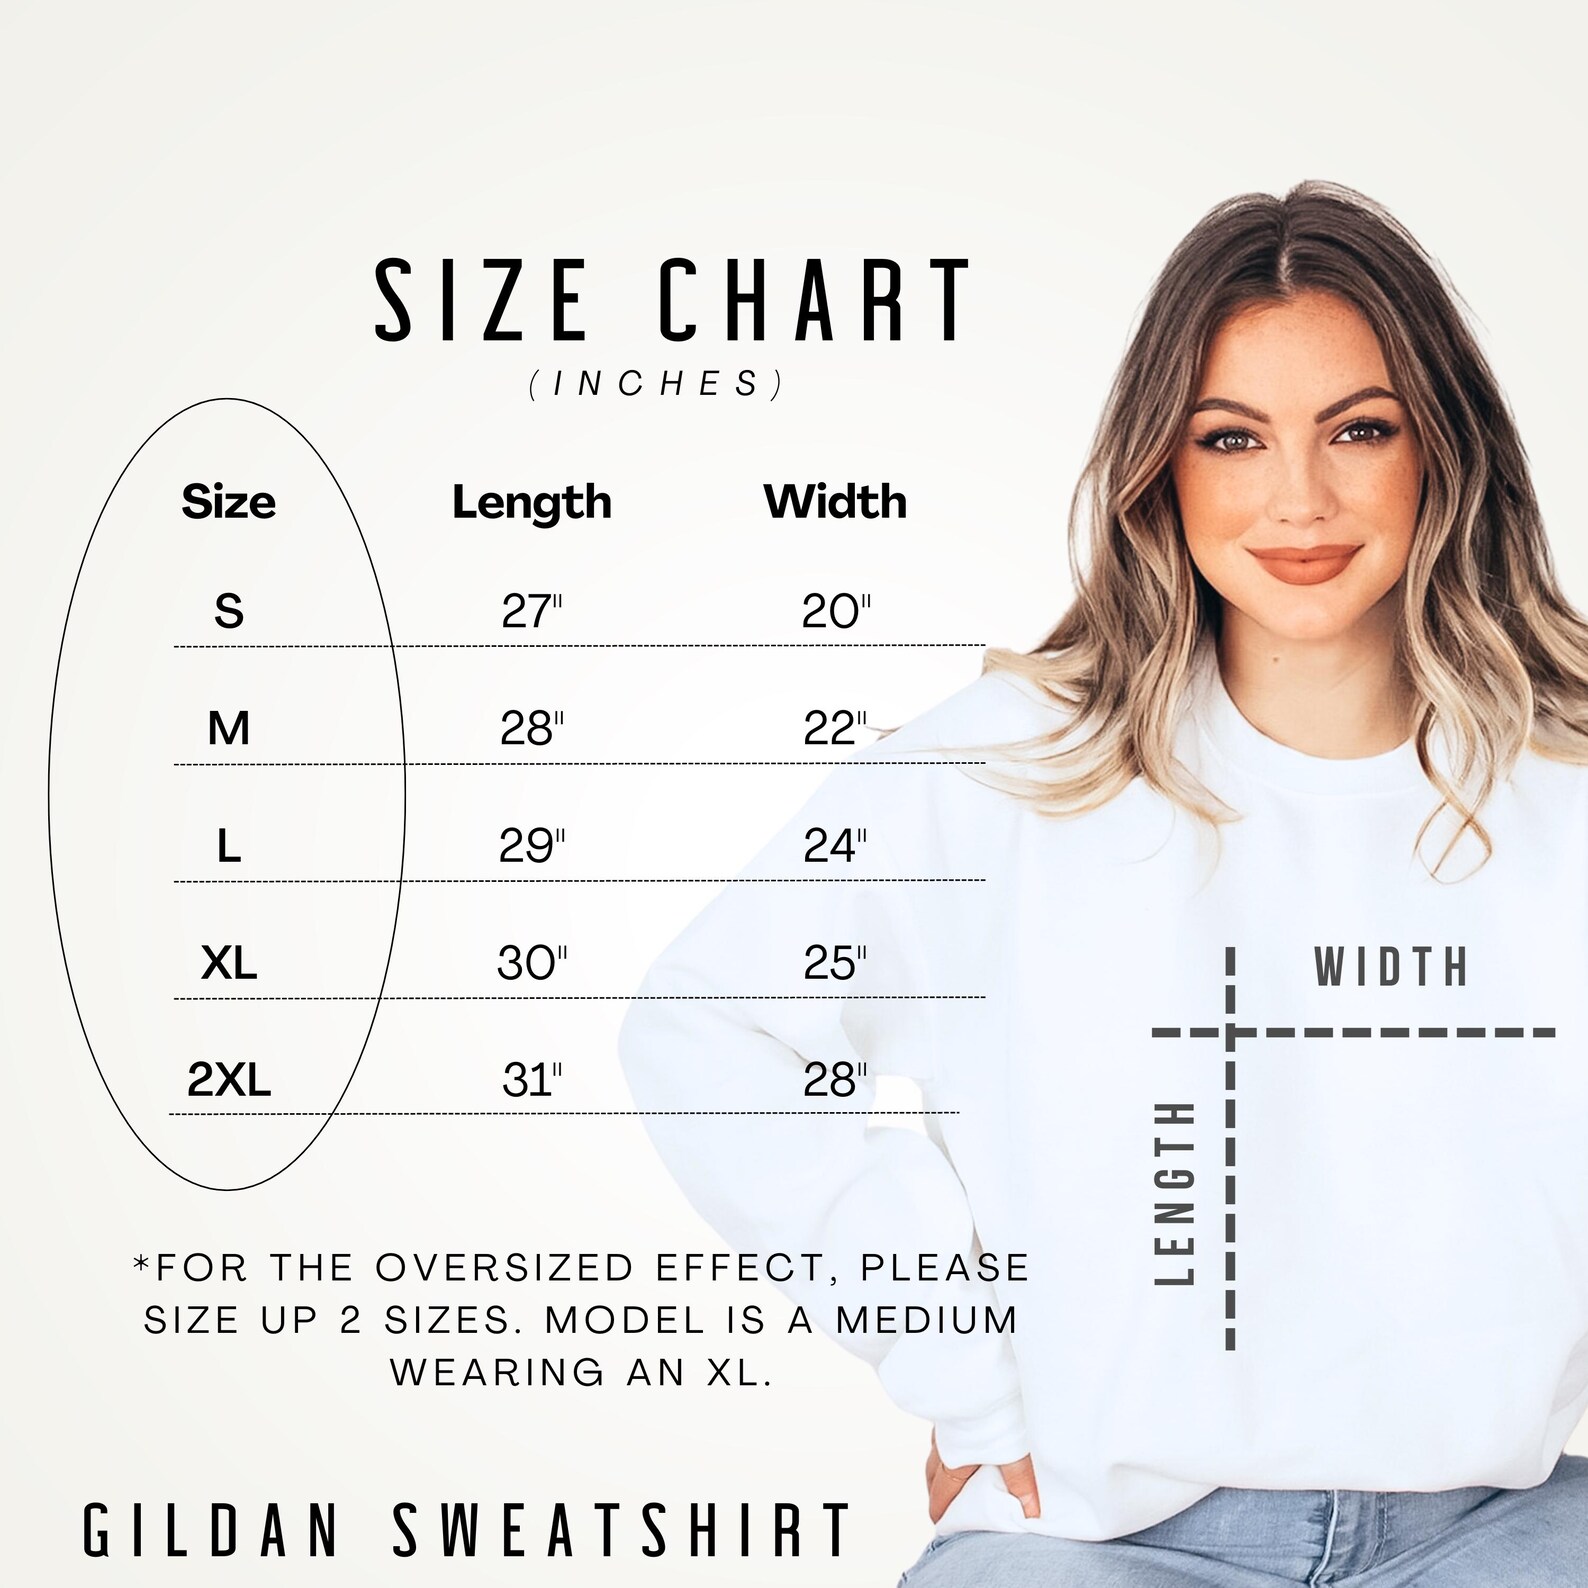 SIZE CHART
(INCHES)
Size Length Width
S 27" 20"
M 28" 22"
L 29" 24"
XL 30" 25"
2XL 31" 28"
WIDTH
LENGTH
*FOR THE OVERSIZED EFFECT, PLEASE
SIZE UP 2 SIZES. MODEL IS A MEDIUM
WEARING AN XL.
GILDAN SWEATSHIRT